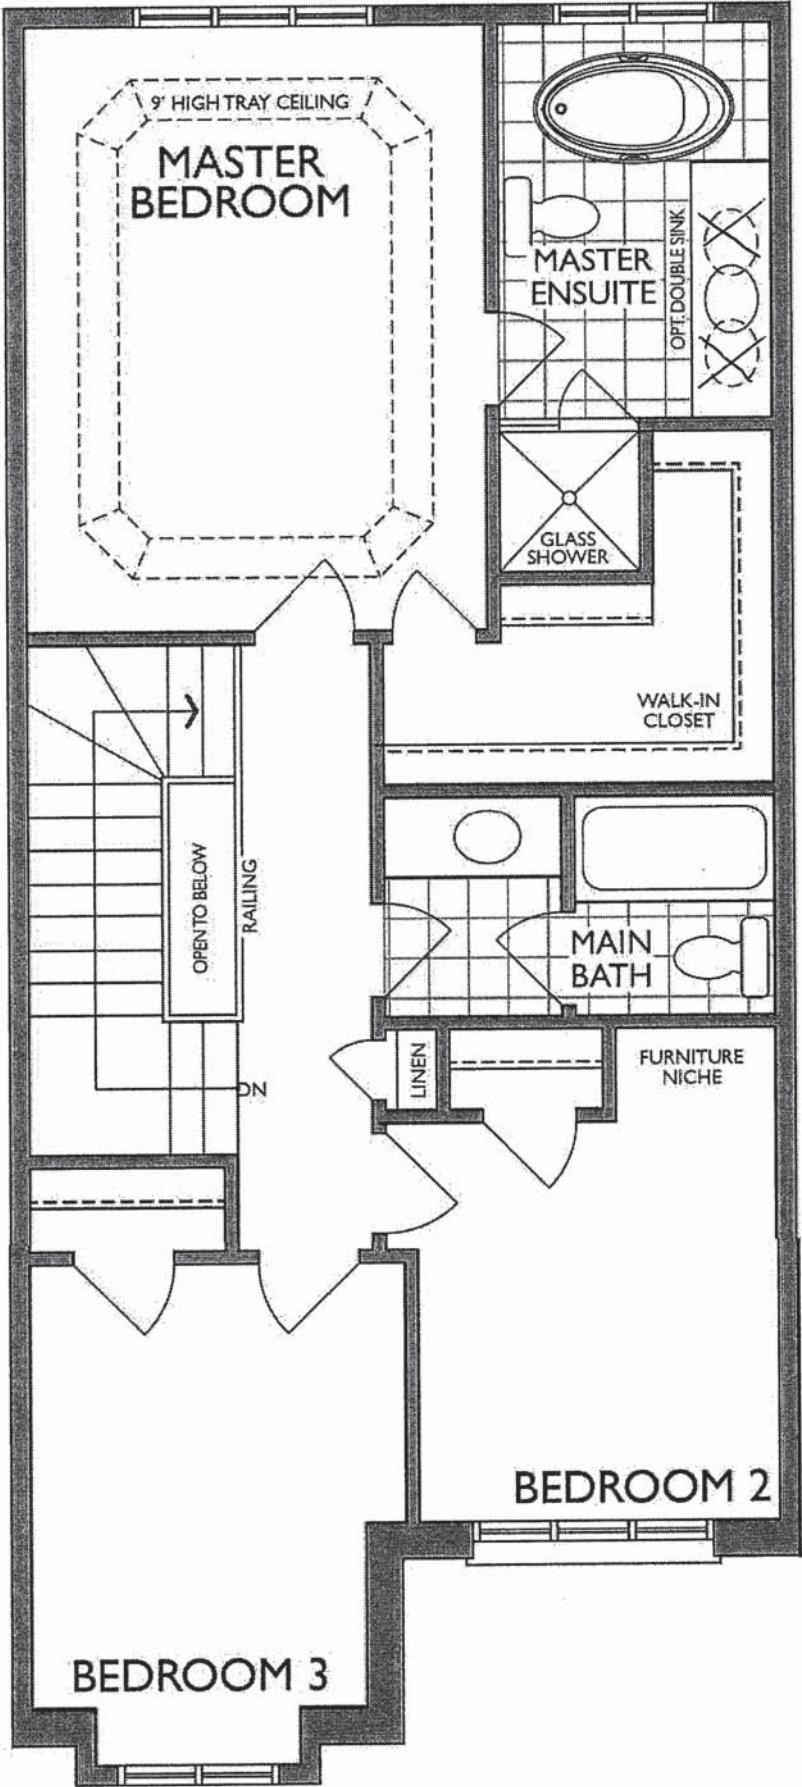 9' HIGH TRAY CEILING
MASTER
BEDROOM
MASTER
ENSUITE
OPT. DOUBLE SINK
GLASS
SHOWER
WALK-IN
CLOSET
OPEN TO BELOW
RAILING
MAIN
BATH
DN
LINEN
FURNITURE
NICHE
BEDROOM 2
BEDROOM 3